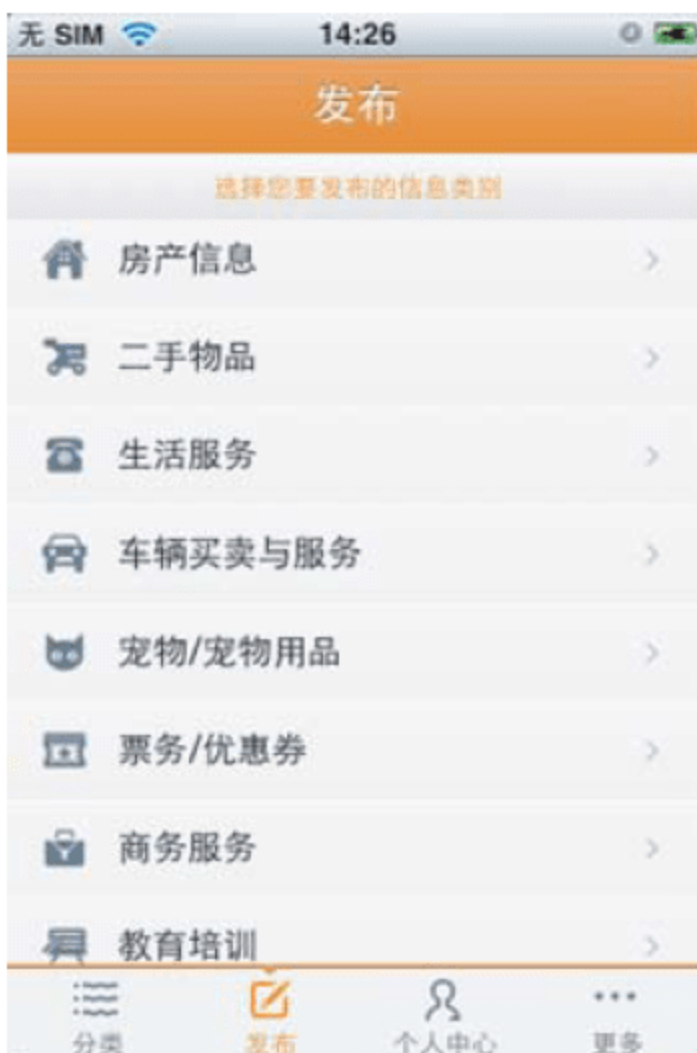 无 SIM 14:26
发布
选择您要发布的信息类别
房产信息
二手物品
生活服务
车辆买卖与服务
宠物/宠物用品
票务/优惠券
商务服务
教育培训
分类 发布 个人中心 更多